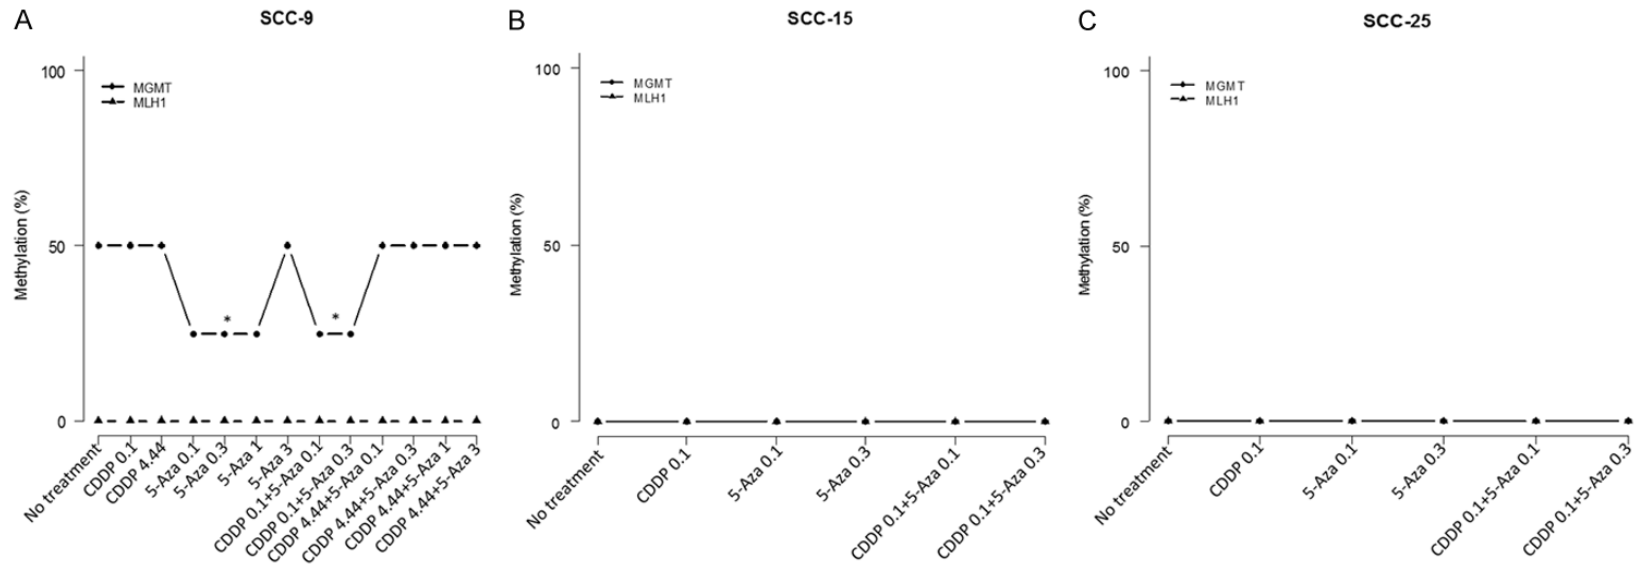 A
SCC-9
100
50
0
Methylation (%)
MGMT
MLH1
*
*
No treatment
CDDP 0.1
CDDP 4.44
5-Aza 0.1
5-Aza 0.3
5-Aza 1
5-Aza 3
CDDP 0.1+5-Aza 0.1
CDDP 0.1+5-Aza 0.3
CDDP 4.44+5-Aza 0.1
CDDP 4.44+5-Aza 0.3
CDDP 4.44+5-Aza 1
CDDP 4.44+5-Aza 3
B
SCC-15
100
50
0
Methylation (%)
MGMT
MLH1
No treatment
CDDP 0.1
5-Aza 0.1
5-Aza 0.3
CDDP 0.1+5-Aza 0.1
CDDP 0.1+5-Aza 0.3
C
SCC-25
100
50
0
Methylation (%)
MGMT
MLH1
No treatment
CDDP 0.1
5-Aza 0.1
5-Aza 0.3
CDDP 0.1+5-Aza 0.1
CDDP 0.1+5-Aza 0.3